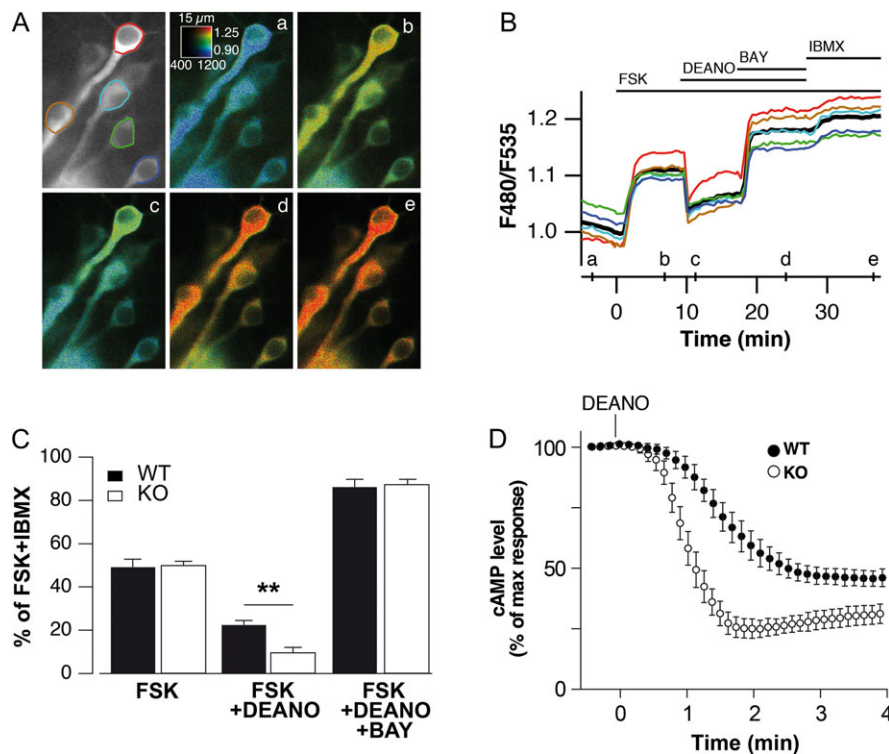 A
15 µm
1.25
0.90
400 1200
a
b
c
d
e
B
FSK
DEANO
BAY
IBMX
F480/F535
1.2
1.1
1.0
a b c d e
0 10 20 30
Time (min)
C
% of FSK+IBMX
100
80
60
40
20
0
WT
KO
**
FSK
FSK
+DEANO
FSK
+DEANO
+BAY
D
DEANO
WT
KO
cAMP level
(% of max response)
100
50
0
0 1 2 3 4
Time (min)